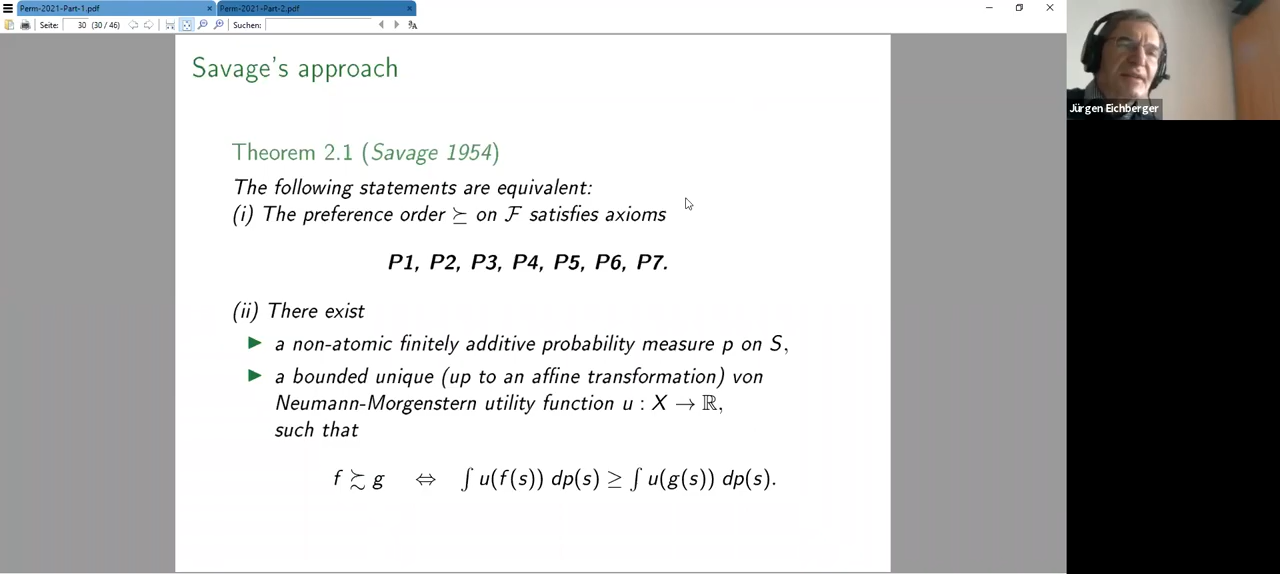 Perm-2021-Part-1.pdf × Perm-2021-Part-2.pdf ×
Seite: 30 (30 / 46) Suchen:
Savage's approach
Theorem 2.1 (Savage 1954)
The following statements are equivalent:
(i) The preference order ⪰ on ℱ satisfies axioms
P1, P2, P3, P4, P5, P6, P7.
(ii) There exist
▶ a non-atomic finitely additive probability measure p on S,
▶ a bounded unique (up to an affine transformation) von
Neumann-Morgenstern utility function u : X → ℝ,
such that
f ≿ g ⇔ ∫ u(f(s)) dp(s) ≥ ∫ u(g(s)) dp(s).
Jürgen Eichberger